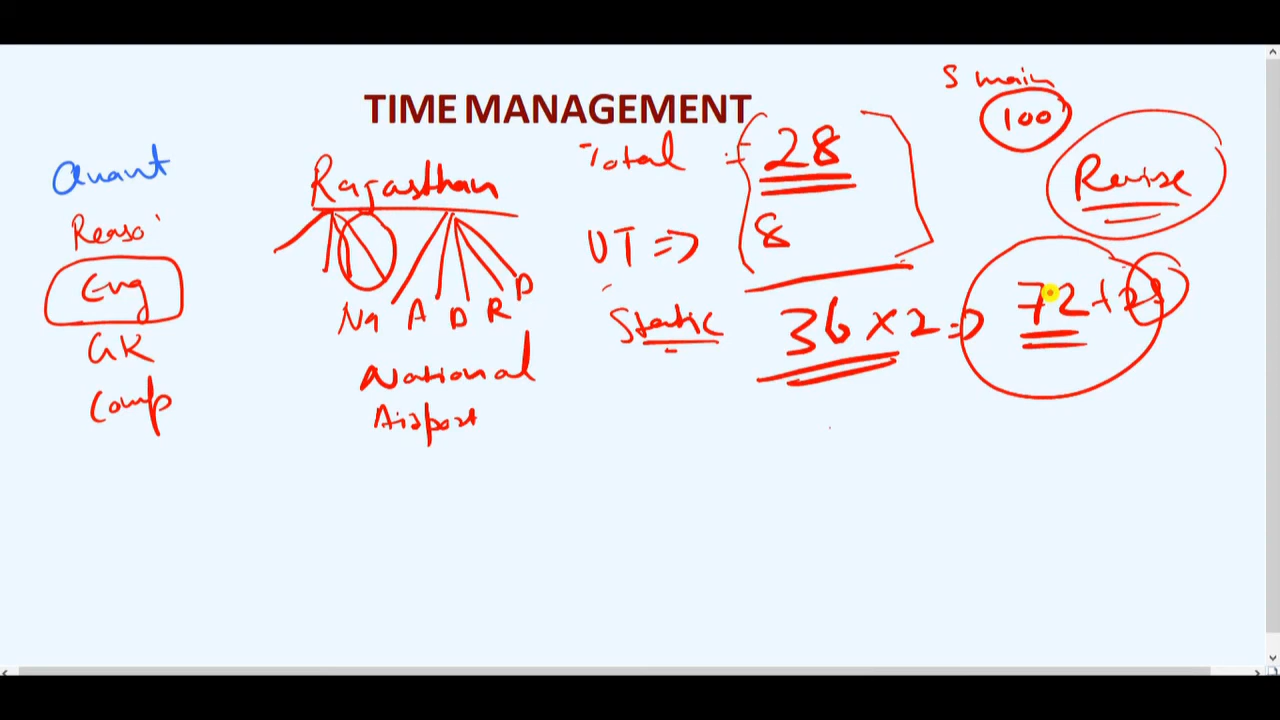 TIME MANAGEMENT
S main
100
Revise
Quant
Reaso
Eng
GK
Comp
Rajasthan
Na A D R D
National
Airport
Total = 28
UT => 8
Static
36 x 2 =>
72 +